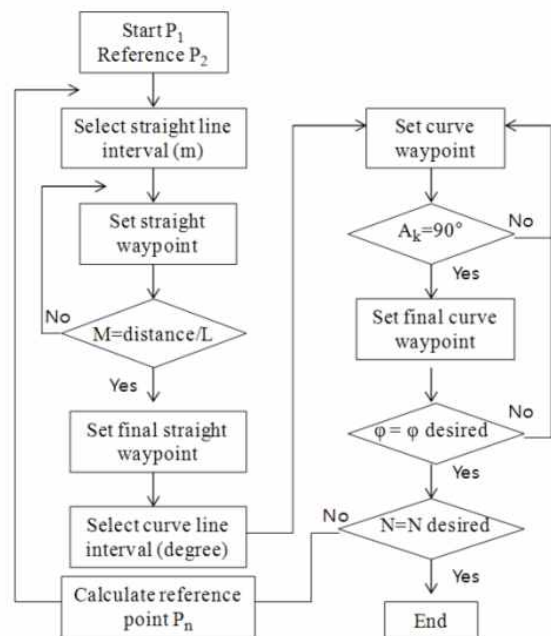 Start P₁
Reference P₂
Select straight line
interval (m)
Set straight
waypoint
No
M=distance/L
Yes
Set final straight
waypoint
Select curve line
interval (degree)
Calculate reference
point Pₙ
Set curve
waypoint
Aₖ=90°
No
Yes
Set final curve
waypoint
φ = φ desired
No
Yes
No
N=N desired
Yes
End